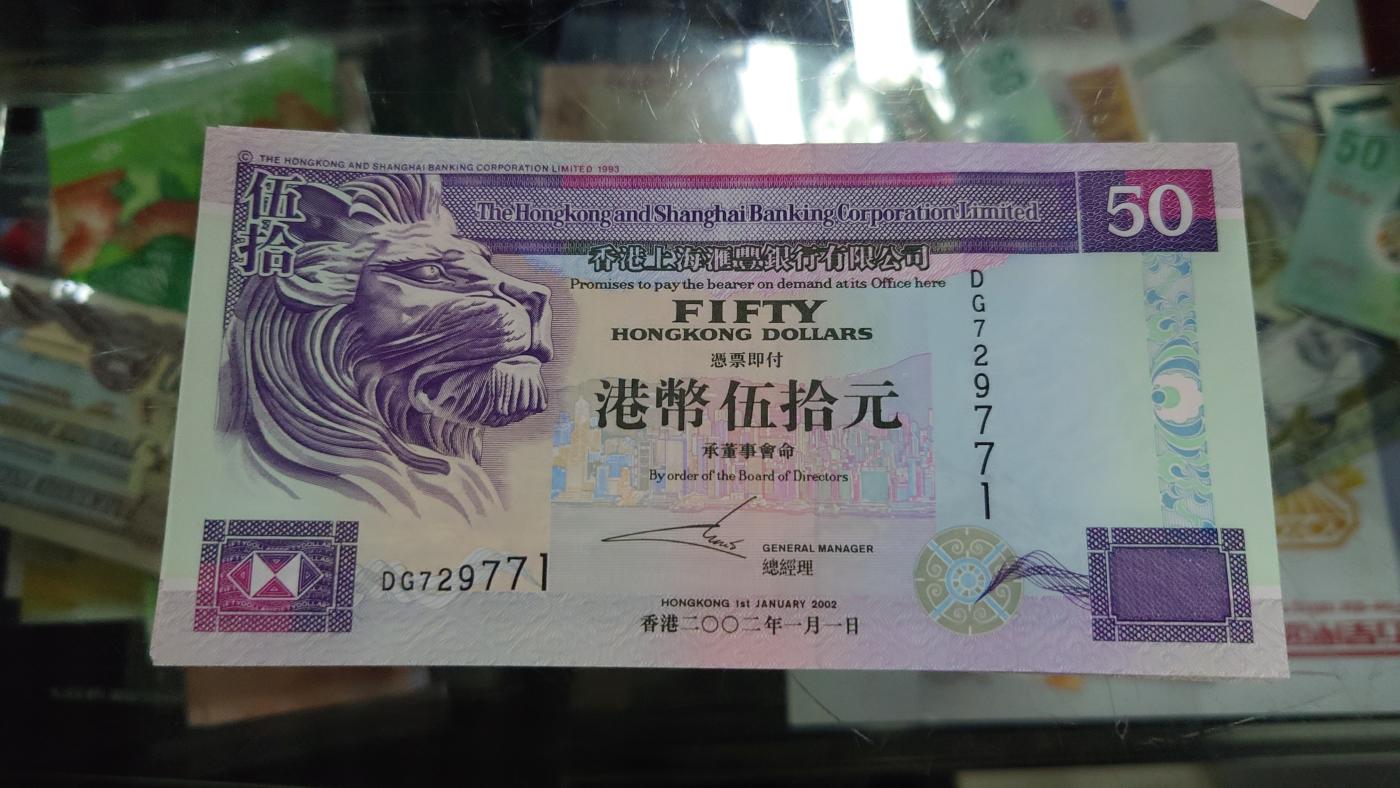 © THE HONGKONG AND SHANGHAI BANKING CORPORATION LIMITED 1993
伍拾
The Hongkong and Shanghai Banking Corporation Limited
50
香港上海滙豐銀行有限公司
Promises to pay the bearer on demand at its Office here
FIFTY
HONGKONG DOLLARS
憑票即付
港幣伍拾元
承董事會命
By order of the Board of Directors
DG729771
GENERAL MANAGER
總經理
DG729771
HONGKONG 1st JANUARY 2002
香港二〇〇二年一月一日
50
50